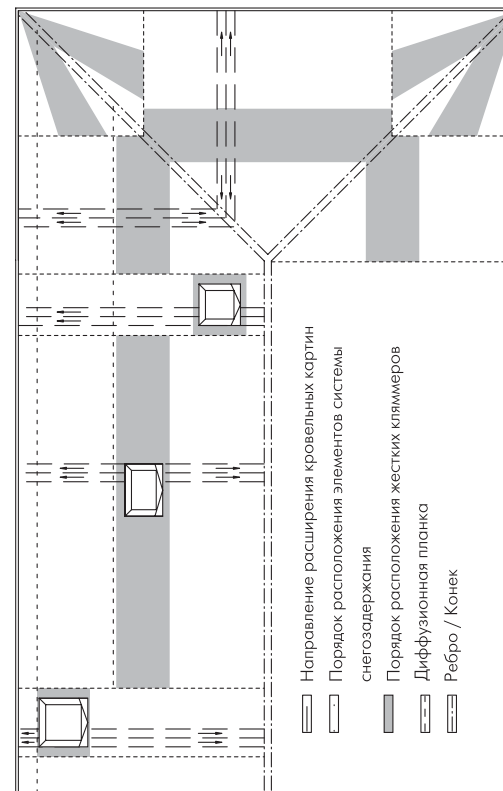 Направление расширения кровельных картин
Порядок расположения элементов системы
снегозадержания
Порядок расположения жестких кляммеров
Диффузионная планка
Ребро / Конек